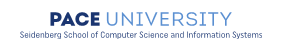 PACE UNIVERSITY
Seidenberg School of Computer Science and Information Systems